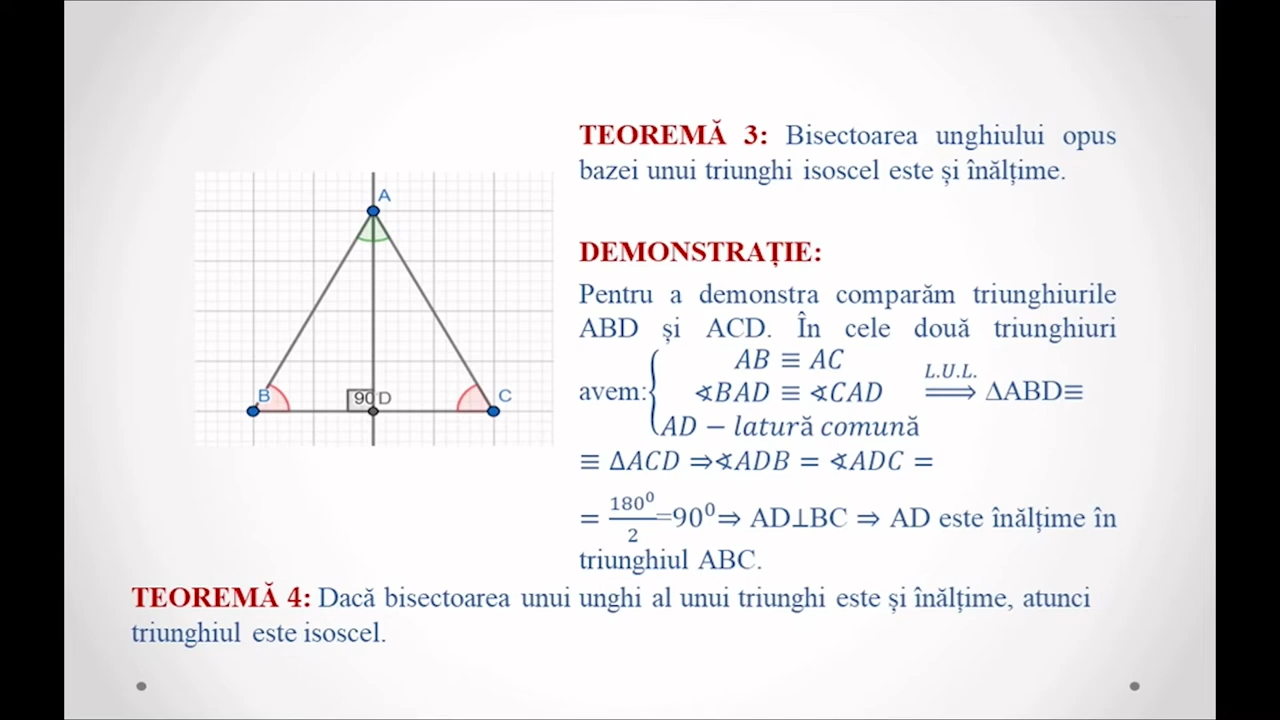 TEOREMĂ 3: Bisectoarea unghiului opus
bazei unui triunghi isoscel este și înălțime.
A
B
90
D
C
DEMONSTRAȚIE:
Pentru a demonstra comparăm triunghiurile
ABD și ACD. În cele două triunghiuri
AB ≡ AC
avem:{ ∢BAD ≡ ∢CAD L.U.L. ⟹ ΔABD≡
AD − latură comună
≡ ΔACD ⇒∢ADB = ∢ADC =
= 180⁰/2 =90⁰⇒ AD⊥BC ⇒ AD este înălțime în
triunghiul ABC.
TEOREMĂ 4: Dacă bisectoarea unui unghi al unui triunghi este și înălțime, atunci
triunghiul este isoscel.